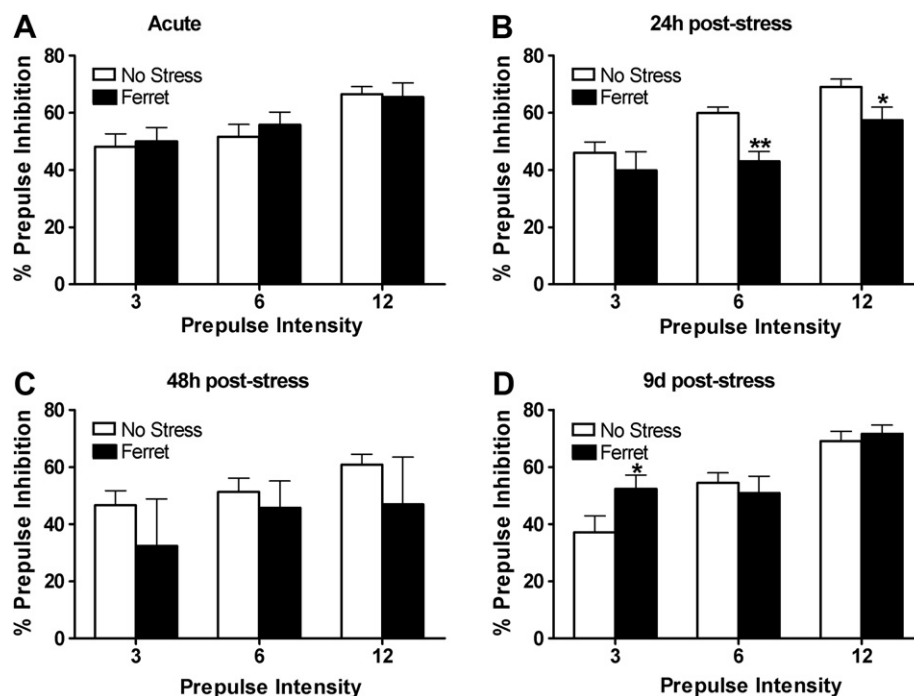 A
Acute
No Stress
Ferret
% Prepulse Inhibition
80
60
40
20
0
3
6
12
Prepulse Intensity
B
24h post-stress
No Stress
Ferret
% Prepulse Inhibition
80
60
40
20
0
**
*
3
6
12
Prepulse Intensity
C
48h post-stress
No Stress
Ferret
% Prepulse Inhibition
80
60
40
20
0
3
6
12
Prepulse Intensity
D
9d post-stress
No Stress
Ferret
% Prepulse Inhibition
80
60
40
20
0
*
3
6
12
Prepulse Intensity